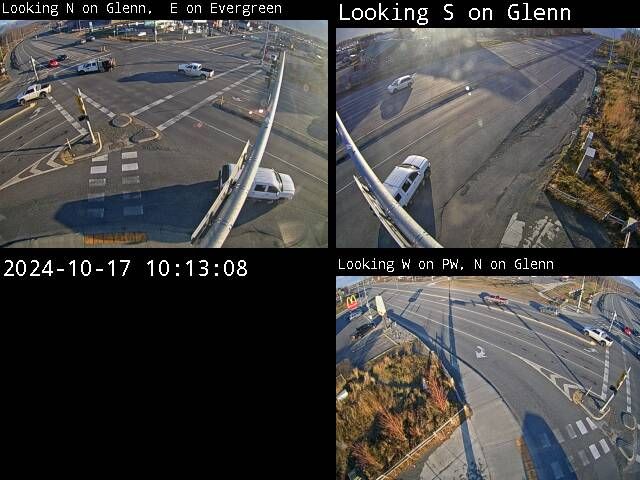 Looking N on Glenn,  E on Evergreen
Looking S on Glenn
2024-10-17 10:13:08
Looking W on PW, N on Glenn